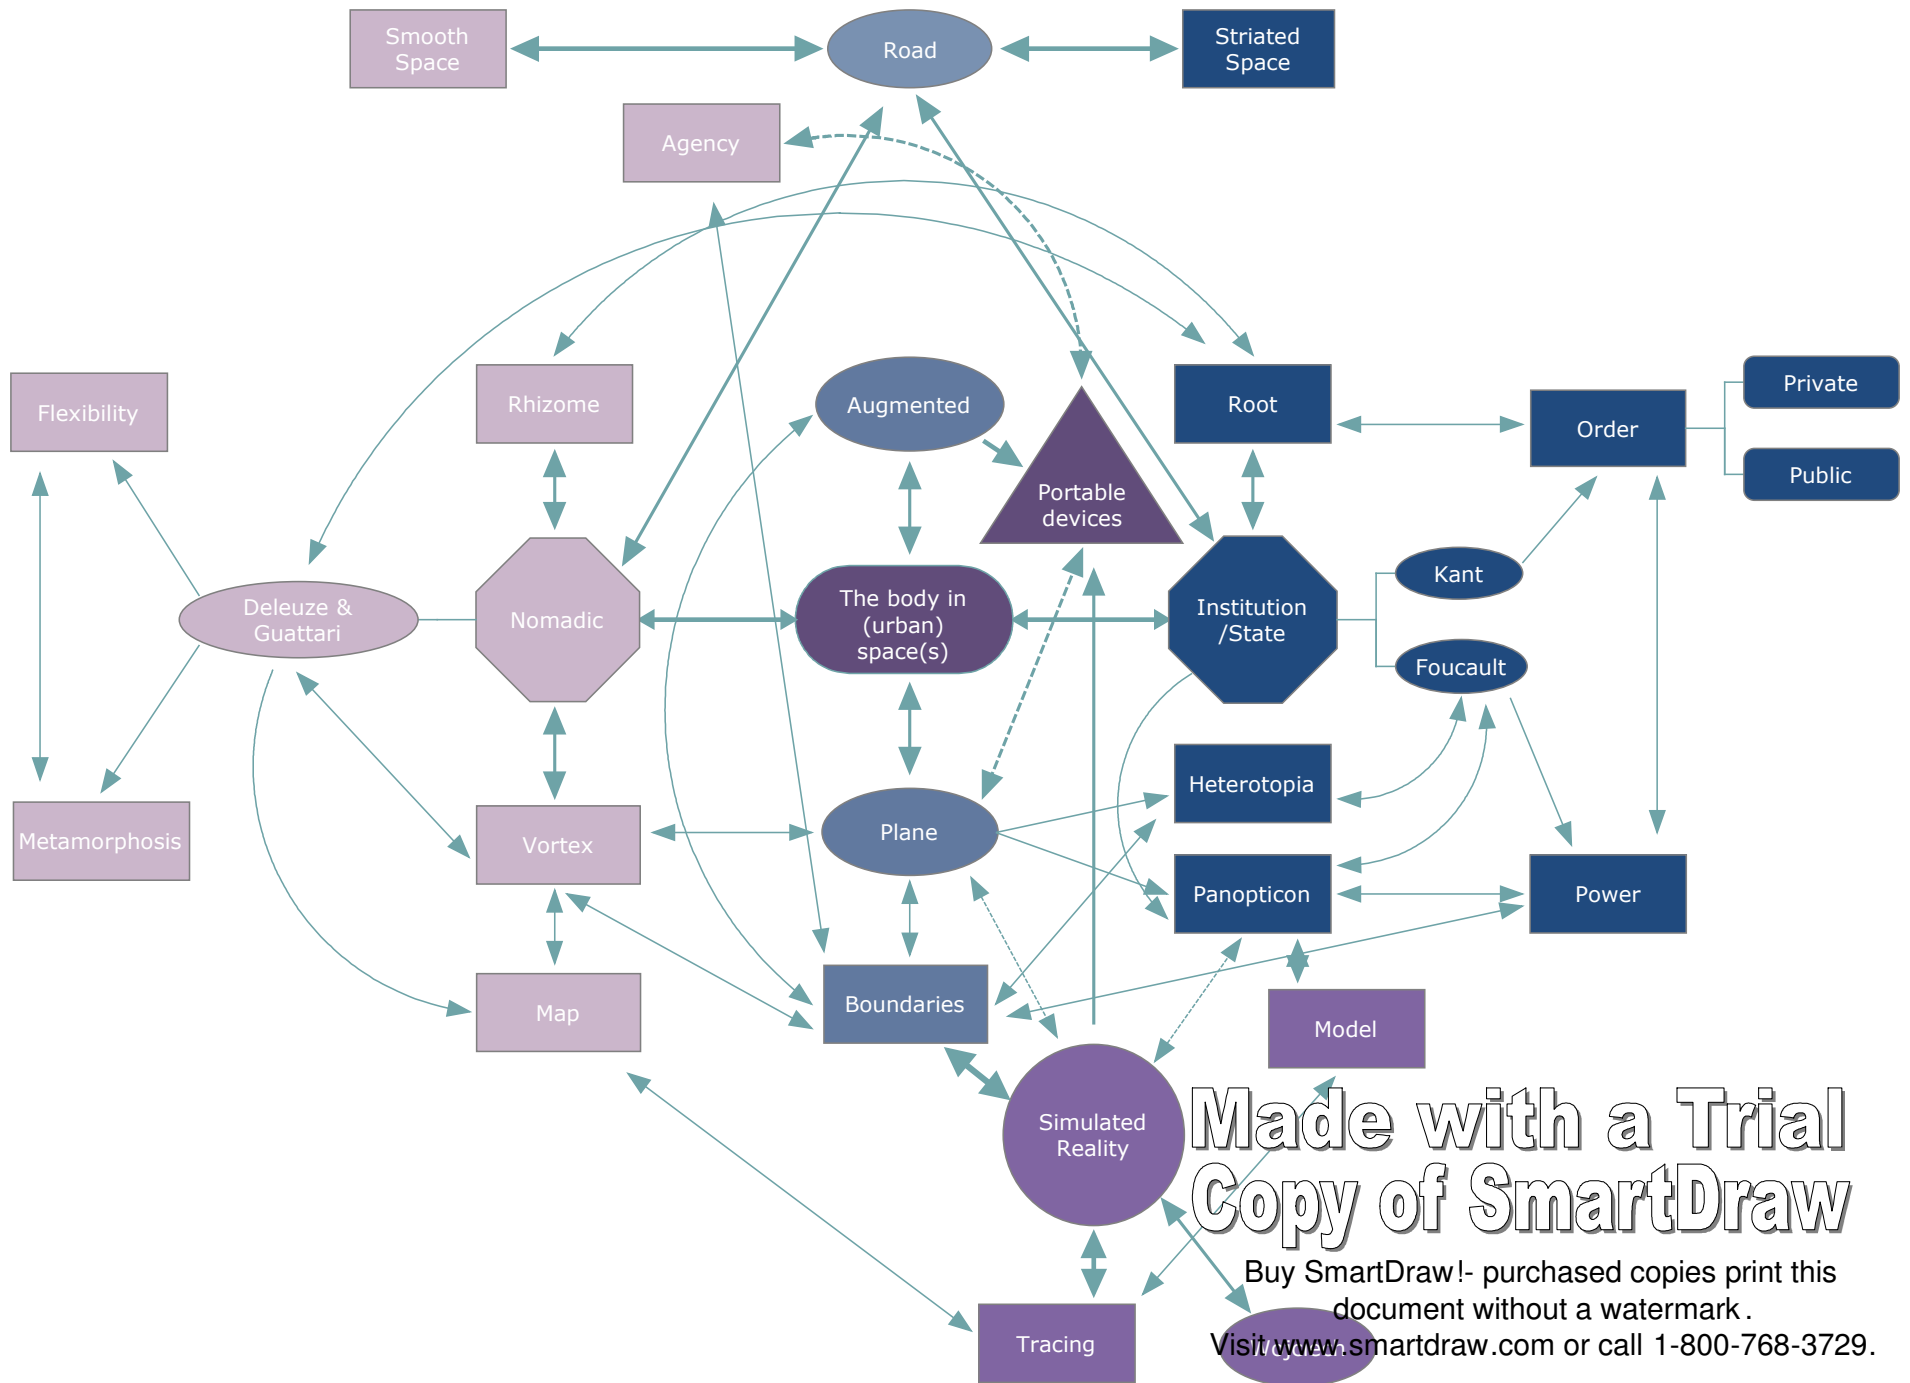 Smooth
Space
Road
Striated
Space
Agency
Flexibility
Rhizome
Augmented
Portable
devices
Root
Order
Private
Public
Deleuze &
Guattari
Nomadic
The body in
(urban)
space(s)
Institution
/State
Kant
Foucault
Metamorphosis
Vortex
Plane
Heterotopia
Panopticon
Power
Map
Boundaries
Model
Simulated
Reality
Tracing
Made with a Trial
Copy of SmartDraw
Buy SmartDraw!- purchased copies print this
document without a watermark.
Visit www.smartdraw.com or call 1-800-768-3729.